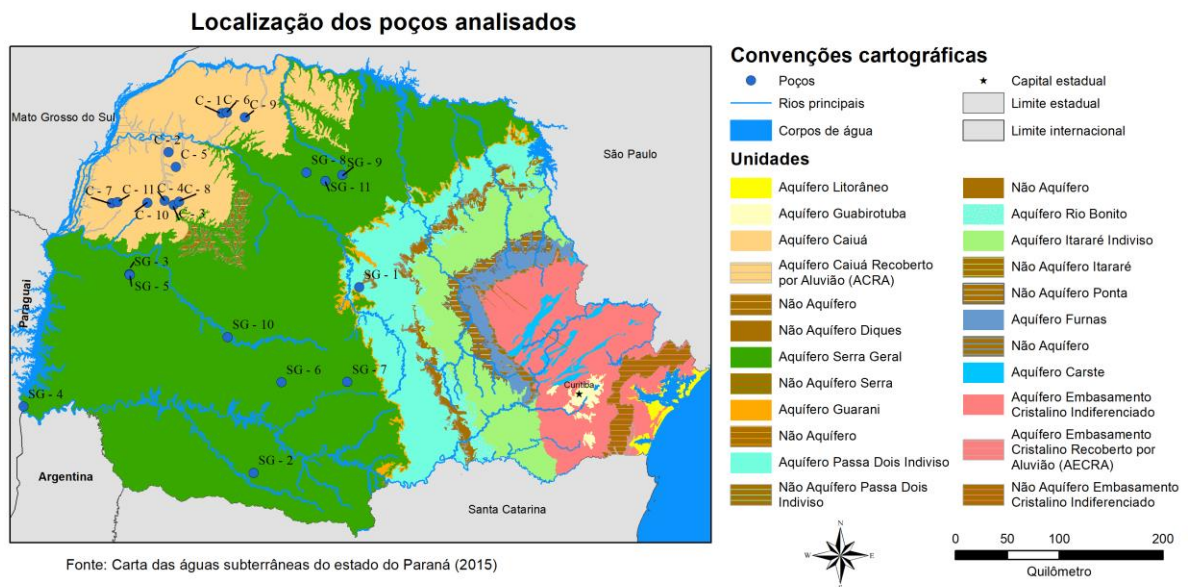 Localização dos poços analisados
Mato Grosso do Sul
C - 1
C - 6
C - 9
C - 2
C - 5
C - 7
C - 11
C - 4
C - 8
C - 10
C - 3
SG - 8
SG - 9
SG - 11
São Paulo
SG - 3
SG - 5
SG - 1
Paraguai
SG - 10
SG - 6
SG - 7
SG - 4
Curitiba
Argentina
SG - 2
Santa Catarina
Fonte: Carta das águas subterrâneas do estado do Paraná (2015)
Convenções cartográficas
Poços
Rios principais
Corpos de água
Capital estadual
Limite estadual
Limite internacional
Unidades
Aquífero Litorâneo
Aquífero Guabirotuba
Aquífero Caiuá
Aquífero Caiuá Recoberto
por Aluvião (ACRA)
Não Aquífero
Não Aquífero Diques
Aquífero Serra Geral
Não Aquífero Serra
Aquífero Guarani
Não Aquífero
Aquífero Passa Dois Indiviso
Não Aquífero Passa Dois
Indiviso
Não Aquífero
Aquífero Rio Bonito
Aquífero Itararé Indiviso
Não Aquífero Itararé
Não Aquífero Ponta
Aquífero Furnas
Não Aquífero
Aquífero Carste
Aquífero Embasamento
Cristalino Indiferenciado
Aquífero Embasamento
Cristalino Recoberto por
Aluvião (AECRA)
Não Aquífero Embasamento
Cristalino Indiferenciado
N
W
E
S
0
50
100
200
Quilômetro